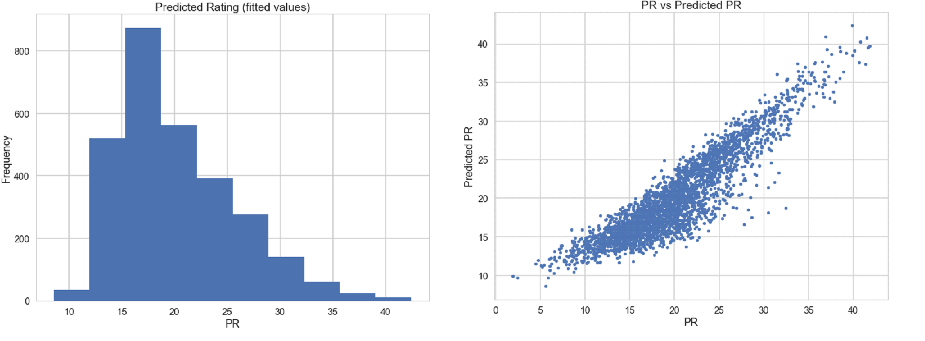 Predicted Rating (fitted values)
800
600
400
200
0
Frequency
10 15 20 25 30 35 40
PR
PR vs Predicted PR
40
35
30
25
20
15
10
Predicted PR
0 5 10 15 20 25 30 35 40
PR